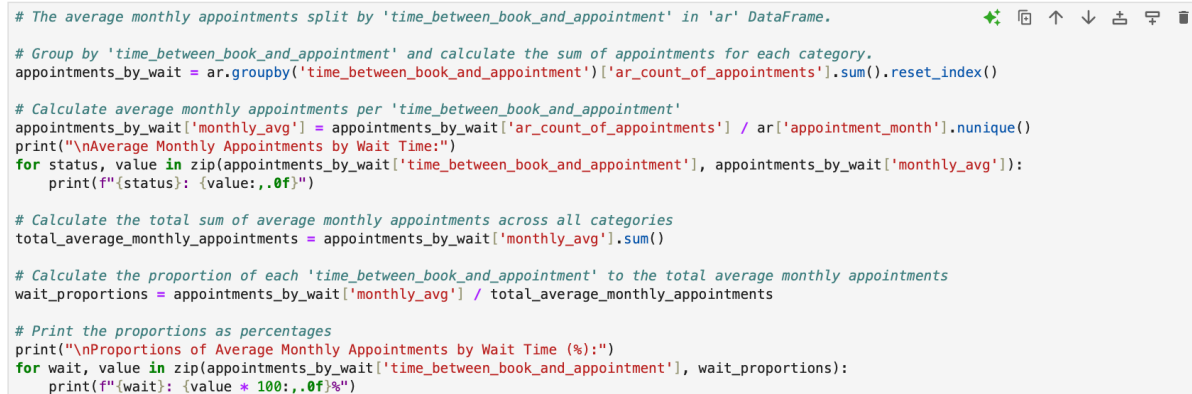 # The average monthly appointments split by 'time_between_book_and_appointment' in 'ar' DataFrame.
# Group by 'time_between_book_and_appointment' and calculate the sum of appointments for each category.
appointments_by_wait = ar.groupby('time_between_book_and_appointment')['ar_count_of_appointments'].sum().reset_index()
# Calculate average monthly appointments per 'time_between_book_and_appointment'
appointments_by_wait['monthly_avg'] = appointments_by_wait['ar_count_of_appointments'] / ar['appointment_month'].nunique()
print("\nAverage Monthly Appointments by Wait Time:")
for status, value in zip(appointments_by_wait['time_between_book_and_appointment'], appointments_by_wait['monthly_avg']):
    print(f"{status}: {value:,.0f}")
# Calculate the total sum of average monthly appointments across all categories
total_average_monthly_appointments = appointments_by_wait['monthly_avg'].sum()
# Calculate the proportion of each 'time_between_book_and_appointment' to the total average monthly appointments
wait_proportions = appointments_by_wait['monthly_avg'] / total_average_monthly_appointments
# Print the proportions as percentages
print("\nProportions of Average Monthly Appointments by Wait Time (%):")
for wait, value in zip(appointments_by_wait['time_between_book_and_appointment'], wait_proportions):
    print(f"{wait}: {value * 100:,.0f}%")